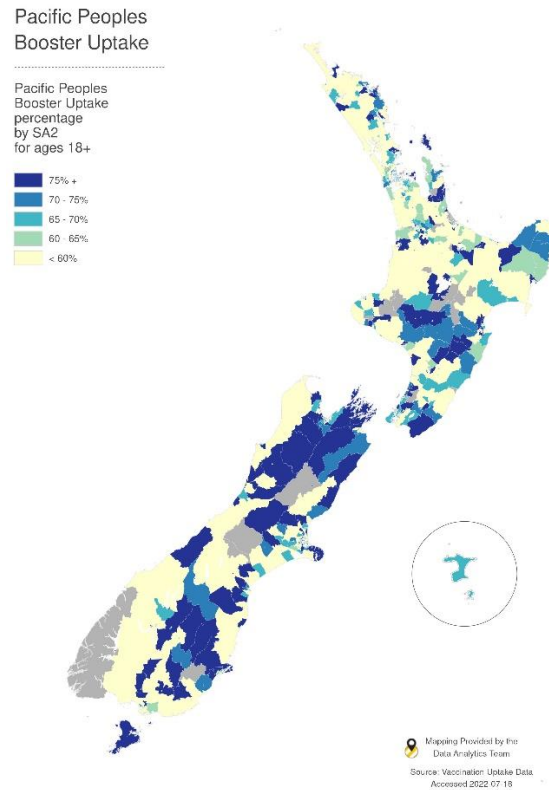 Pacific Peoples
Booster Uptake
Pacific Peoples
Booster Uptake
percentage
by SA2
for ages 18+
75% +
70 - 75%
65 - 70%
60 - 65%
< 60%
Mapping Provided by the
Data Analytics Team
Source: Vaccination Uptake Data
Accessed 2022-07-18